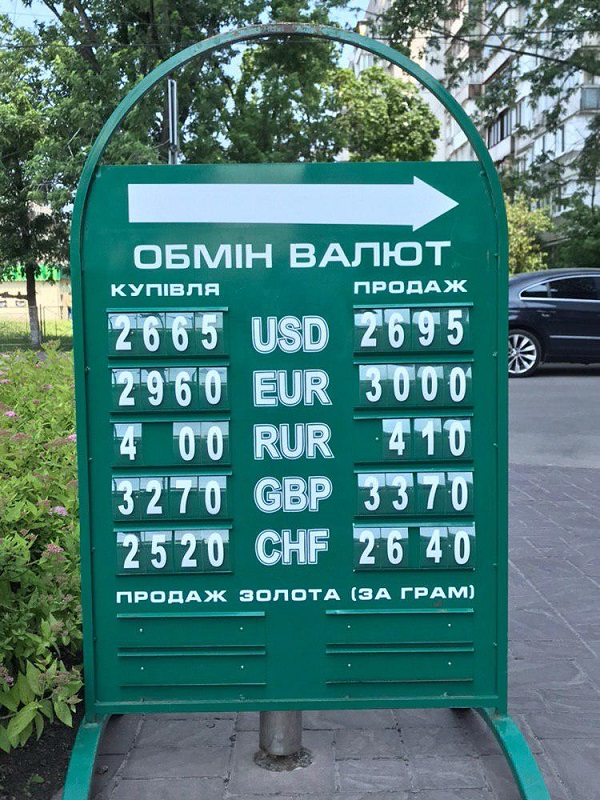 ОБМІН ВАЛЮТ
КУПІВЛЯ ПРОДАЖ
2665 USD 2695
2960 EUR 3000
4 00 RUR 410
3270 GBP 3370
2520 CHF 2640
ПРОДАЖ ЗОЛОТА (ЗА ГРАМ)